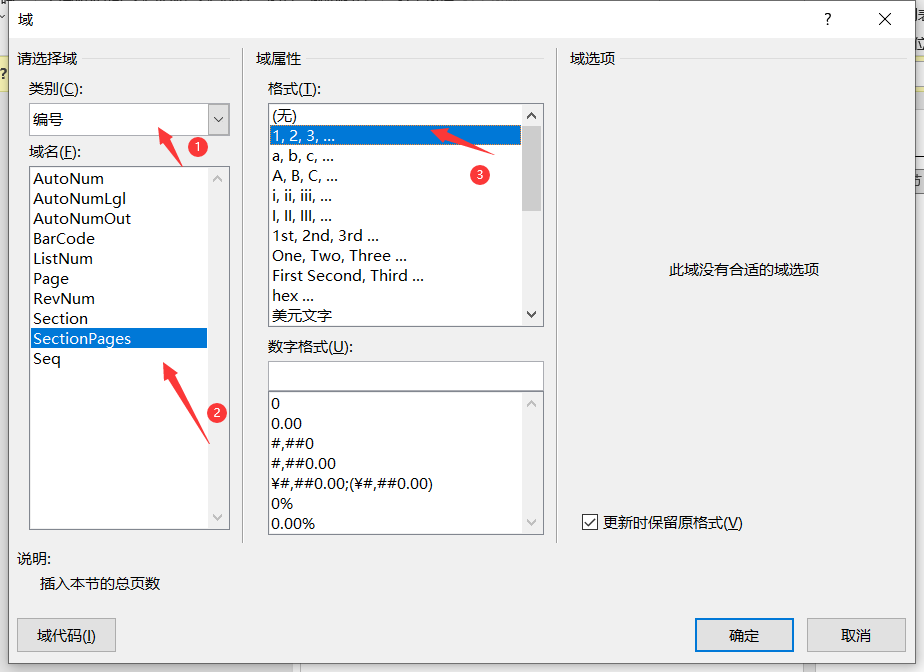 域
?
请选择域
类别(C):
编号
1
域名(F):
AutoNum
AutoNumLgl
AutoNumOut
BarCode
ListNum
Page
RevNum
Section
SectionPages
Seq
2
域属性
格式(T):
(无)
1, 2, 3, ...
a, b, c, ...
A, B, C, ...
i, ii, iii, ...
I, II, III, ...
1st, 2nd, 3rd ...
One, Two, Three ...
First Second, Third ...
hex ...
美元文字
3
数字格式(U):
0
0.00
#,##0
#,##0.00
¥#,##0.00;(¥#,##0.00)
0%
0.00%
域选项
此域没有合适的域选项
更新时保留原格式(V)
说明:
插入本节的总页数
域代码(I)
确定
取消